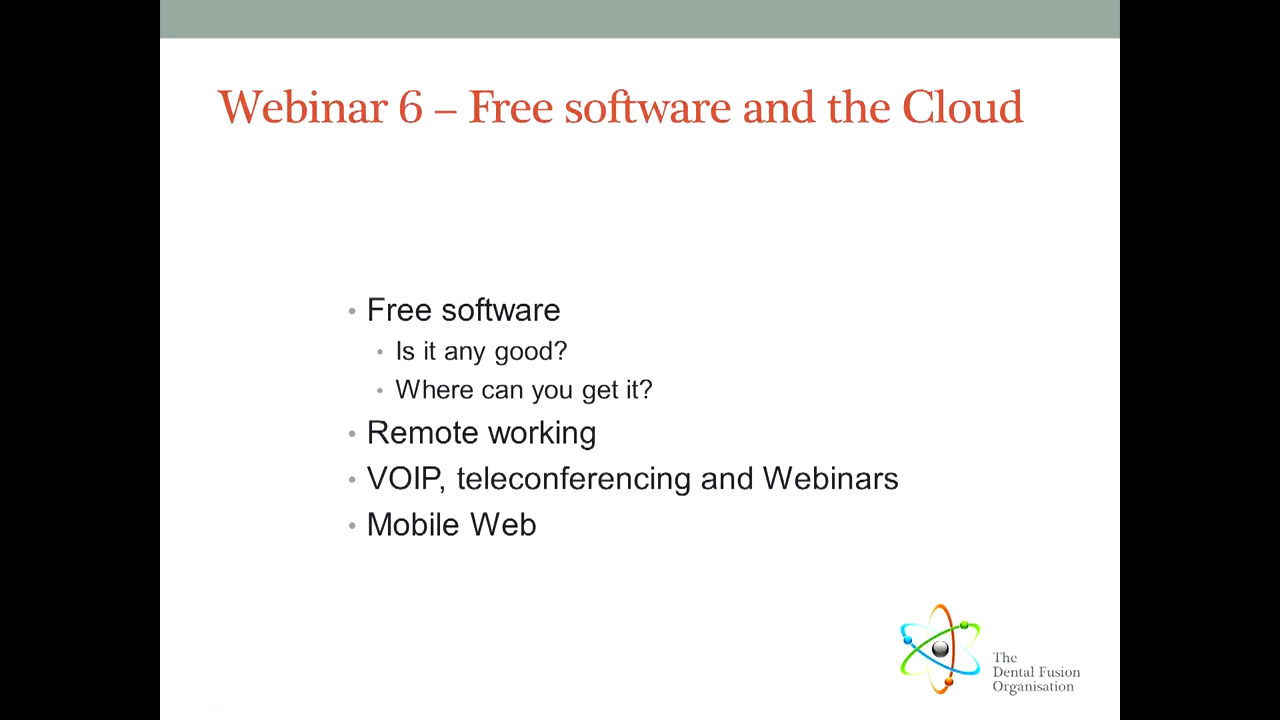 Webinar 6 – Free software and the Cloud
• Free software
• Is it any good?
• Where can you get it?
• Remote working
• VOIP, teleconferencing and Webinars
• Mobile Web
The
Dental Fusion
Organisation